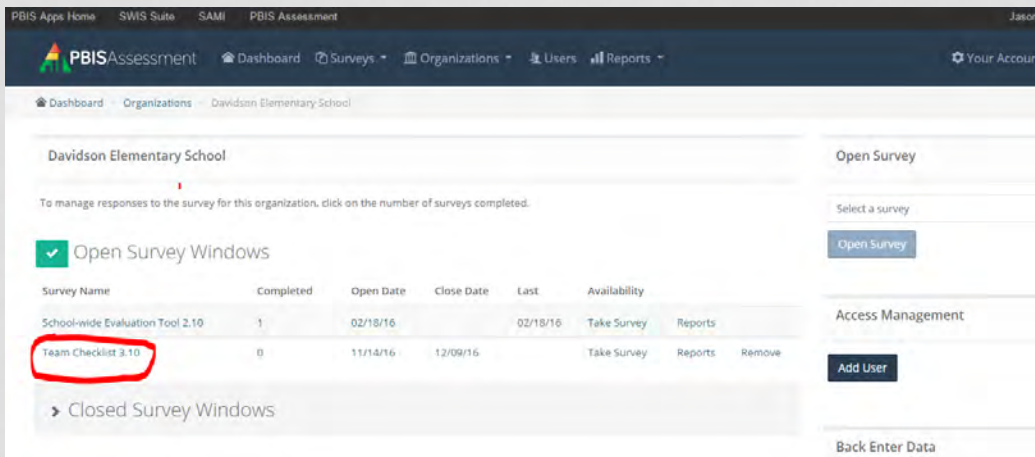 PBIS Apps Home SWIS Suite SAMI PBIS Assessment Jason
PBISAssessment Dashboard Surveys Organizations Users Reports Your Accoun
Dashboard Organizations Davidson Elementary School
Davidson Elementary School
To manage responses to the survey for this organization, click on the number of surveys completed.
Open Survey Windows
Survey Name Completed Open Date Close Date Last Availability
School-wide Evaluation Tool 2.10 1 02/18/16 02/18/16 Take Survey Reports
Team Checklist 3.10 0 11/14/16 12/09/16 Take Survey Reports Remove
Closed Survey Windows
Open Survey
Select a survey
Open Survey
Access Management
Add User
Back Enter Data